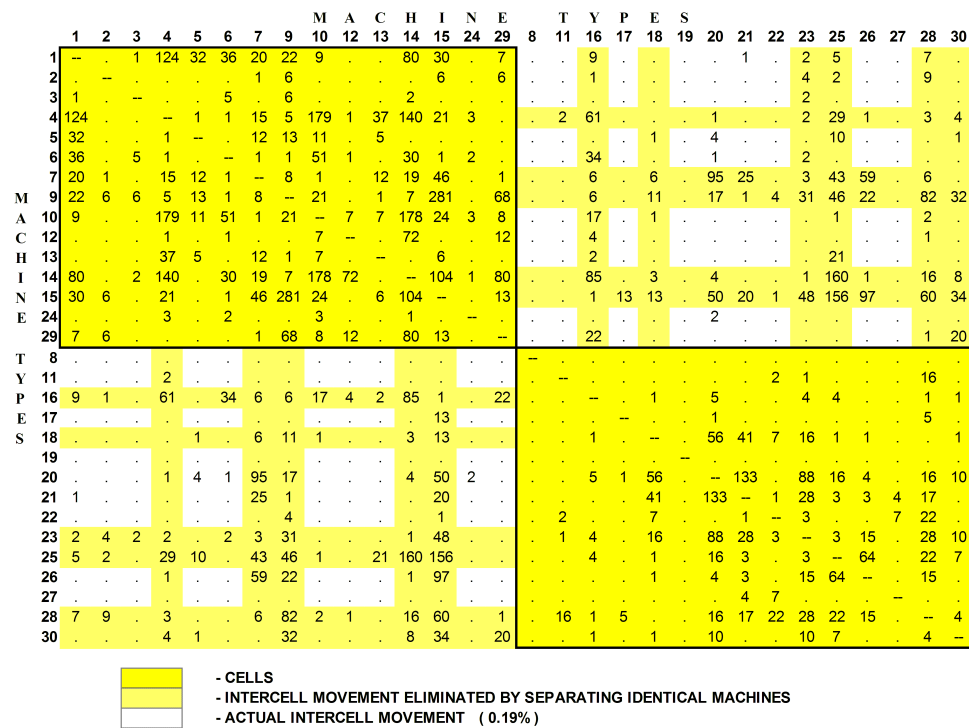 M A C H I N E T Y P E S
1 2 3 4 5 6 7 9 10 12 13 14 15 24 29 8 11 16 17 18 19 20 21 22 23 25 26 27 28 30
1 -- . 1 124 32 36 20 22 9 . . 80 30 . 7 . . 9 . . . . 1 . 2 5 . . 7 .
2 . -- . . . . 1 6 . . . . 6 . 6 . . 1 . . . . . . 4 2 . . 9 .
3 1 . -- . . 5 . 6 . . . 2 . . . . . . . . . . . . 2 . . . . .
4 124 . . -- 1 1 15 5 179 1 37 140 21 3 . . 2 61 . . . 1 . . 2 29 1 . 3 4
5 32 . . 1 -- . 12 13 11 . 5 . . . . . . . . 1 . 4 . . . 10 . . . 1
6 36 . 5 1 . -- 1 1 51 1 . 30 1 2 . . . 34 . . . 1 . . 2 . . . . .
7 20 1 . 15 12 1 -- 8 1 . 12 19 46 . 1 . . 6 . 6 . 95 25 . 3 43 59 . 6 .
M 9 22 6 6 5 13 1 8 -- 21 . 1 7 281 . 68 . . 6 . 11 . 17 1 4 31 46 22 . 82 32
A 10 9 . . 179 11 51 1 21 -- 7 7 178 24 3 8 . . 17 . 1 . . . . . 1 . . 2 .
C 12 . . . 1 . 1 . . 7 -- . 72 . . 12 . . 4 . . . . . . . . . . 1 .
H 13 . . . 37 5 . 12 1 7 . -- . 6 . . . . 2 . . . . . . . 21 . . . .
I 14 80 . 2 140 . 30 19 7 178 72 . -- 104 1 80 . . 85 . 3 . 4 . . 1 160 1 . 16 8
N 15 30 6 . 21 . 1 46 281 24 . 6 104 -- . 13 . . 1 13 13 . 50 20 1 48 156 97 . 60 34
E 24 . . . 3 . 2 . . 3 . . 1 . -- . . . . . . . 2 . . . . . . . .
29 7 6 . . . . 1 68 8 12 . 80 13 . -- . . 22 . . . . . . . . . . 1 20
T 8 . . . . . . . . . . . . . . . -- . . . . . . . . . . . . . .
Y 11 . . . 2 . . . . . . . . . . . . -- . . . . . . 2 1 . . . 16 .
P 16 9 1 . 61 . 34 6 6 17 4 2 85 1 . 22 . . -- . 1 . 5 . . 4 4 . . 1 1
E 17 . . . . . . . . . . . . 13 . . . . . -- . . 1 . . . . . . 5 .
S 18 . . . . 1 . 6 11 1 . . 3 13 . . . . 1 . -- . 56 41 7 16 1 1 . . 1
19 . . . . . . . . . . . . . . . . . . . . -- . . . . . . . . .
20 . . . 1 4 1 95 17 . . . 4 50 2 . . . 5 1 56 . -- 133 . 88 16 4 . 16 10
21 1 . . . . . 25 1 . . . . 20 . . . . . . 41 . 133 -- 1 28 3 3 4 17 .
22 . . . . . . . 4 . . . . 1 . . . 2 . . 7 . . 1 -- 3 . . 7 22 .
23 2 4 2 2 . 2 3 31 . . . 1 48 . . . 1 4 . 16 . 88 28 3 -- 3 15 . 28 10
25 5 2 . 29 10 . 43 46 1 . 21 160 156 . . . . 4 . 1 . 16 3 . 3 -- 64 . 22 7
26 . . . 1 . . 59 22 . . . 1 97 . . . . . . 1 . 4 3 . 15 64 -- . 15 .
27 . . . . . . . . . . . . . . . . . . . . . . 4 7 . . . -- . .
28 7 9 . 3 . . 6 82 2 1 . 16 60 . 1 . 16 1 5 . . 16 17 22 28 22 15 . -- 4
30 . . . 4 1 . . 32 . . . 8 34 . 20 . . 1 . 1 . 10 . . 10 7 . . 4 --
- CELLS
- INTERCELL MOVEMENT ELIMINATED BY SEPARATING IDENTICAL MACHINES
- ACTUAL INTERCELL MOVEMENT ( 0.19% )